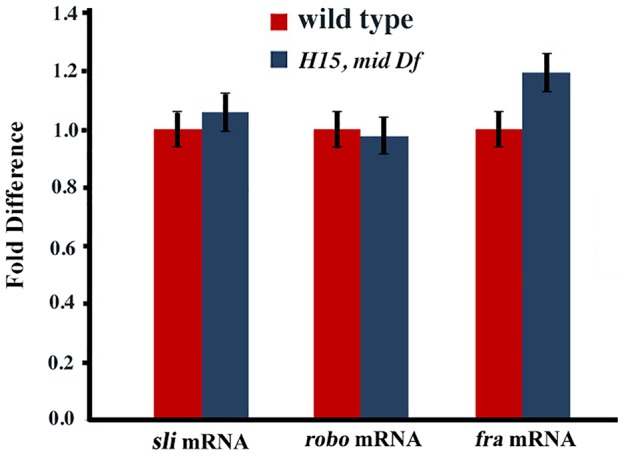 1.4
1.2
1.0
0.8
0.6
0.4
0.2
0.0
Fold Difference
wild type
H15, mid Df
sli mRNA
robo mRNA
fra mRNA